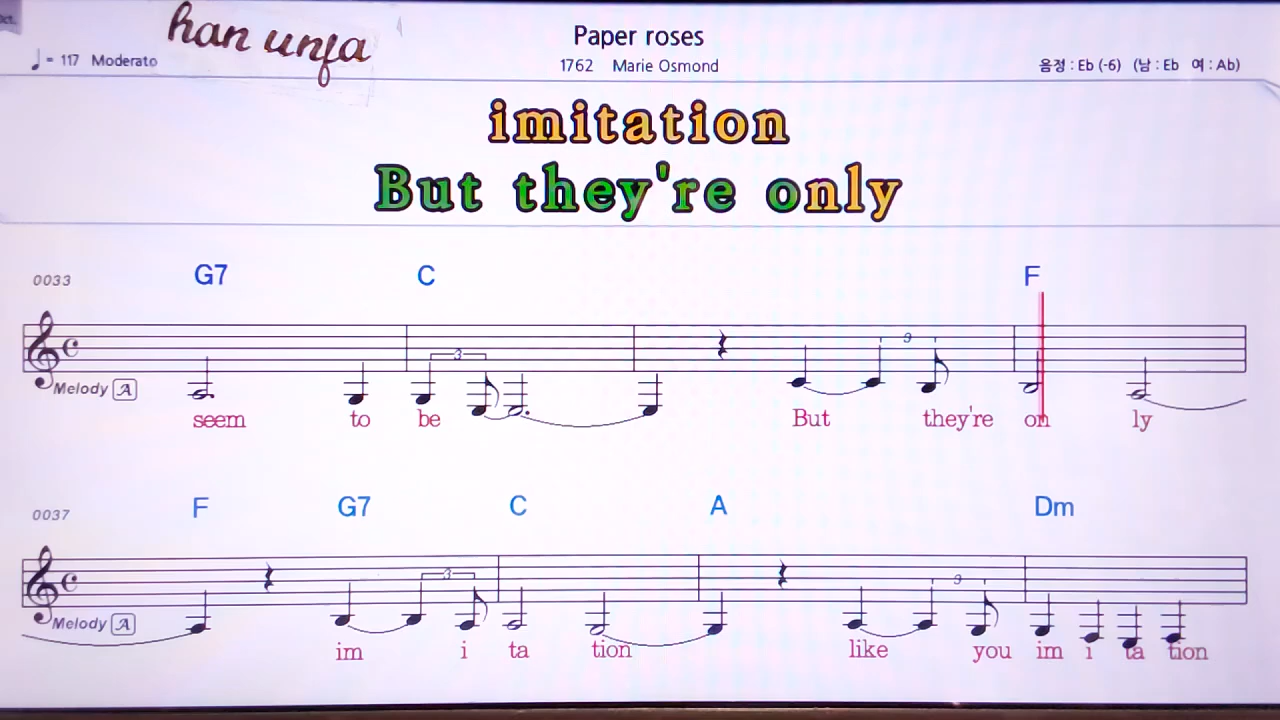 han unja
Paper roses
♩= 117 Moderato
1762 Marie Osmond
음정 : Eb (-6) (남 : Eb 여 : Ab)
imitation
But they're only
0033 G7 C F
3 9
Melody A
seem to be But they're on ly
0037 F G7 C A Dm
3 9
Melody A
im i ta tion like you im i ta tion